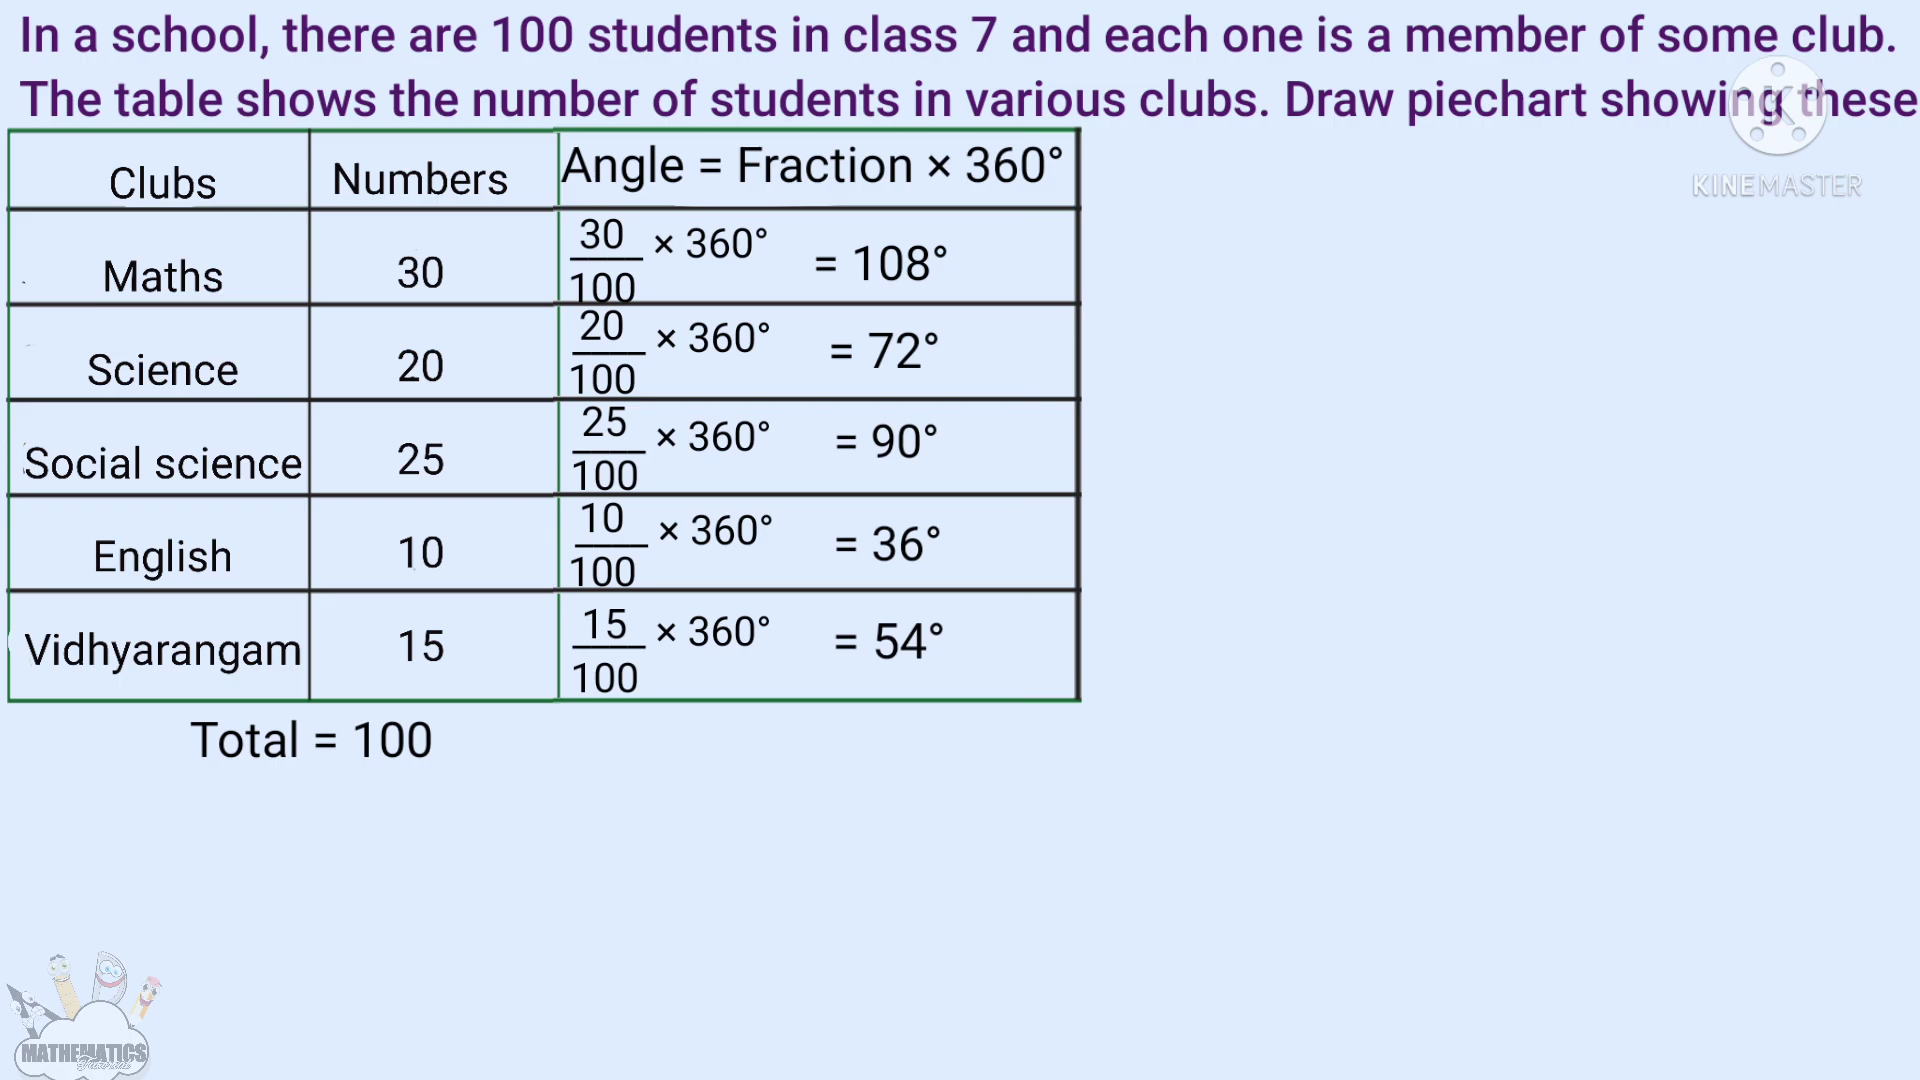 In a school, there are 100 students in class 7 and each one is a member of some club.
The table shows the number of students in various clubs. Draw piechart showing these
KINEMASTER
Clubs Numbers Angle = Fraction × 360°
Maths 30 30/100 × 360° = 108°
Science 20 20/100 × 360° = 72°
Social science 25 25/100 × 360° = 90°
English 10 10/100 × 360° = 36°
Vidhyarangam 15 15/100 × 360° = 54°
Total = 100
MATHEMATICS
Tutorial